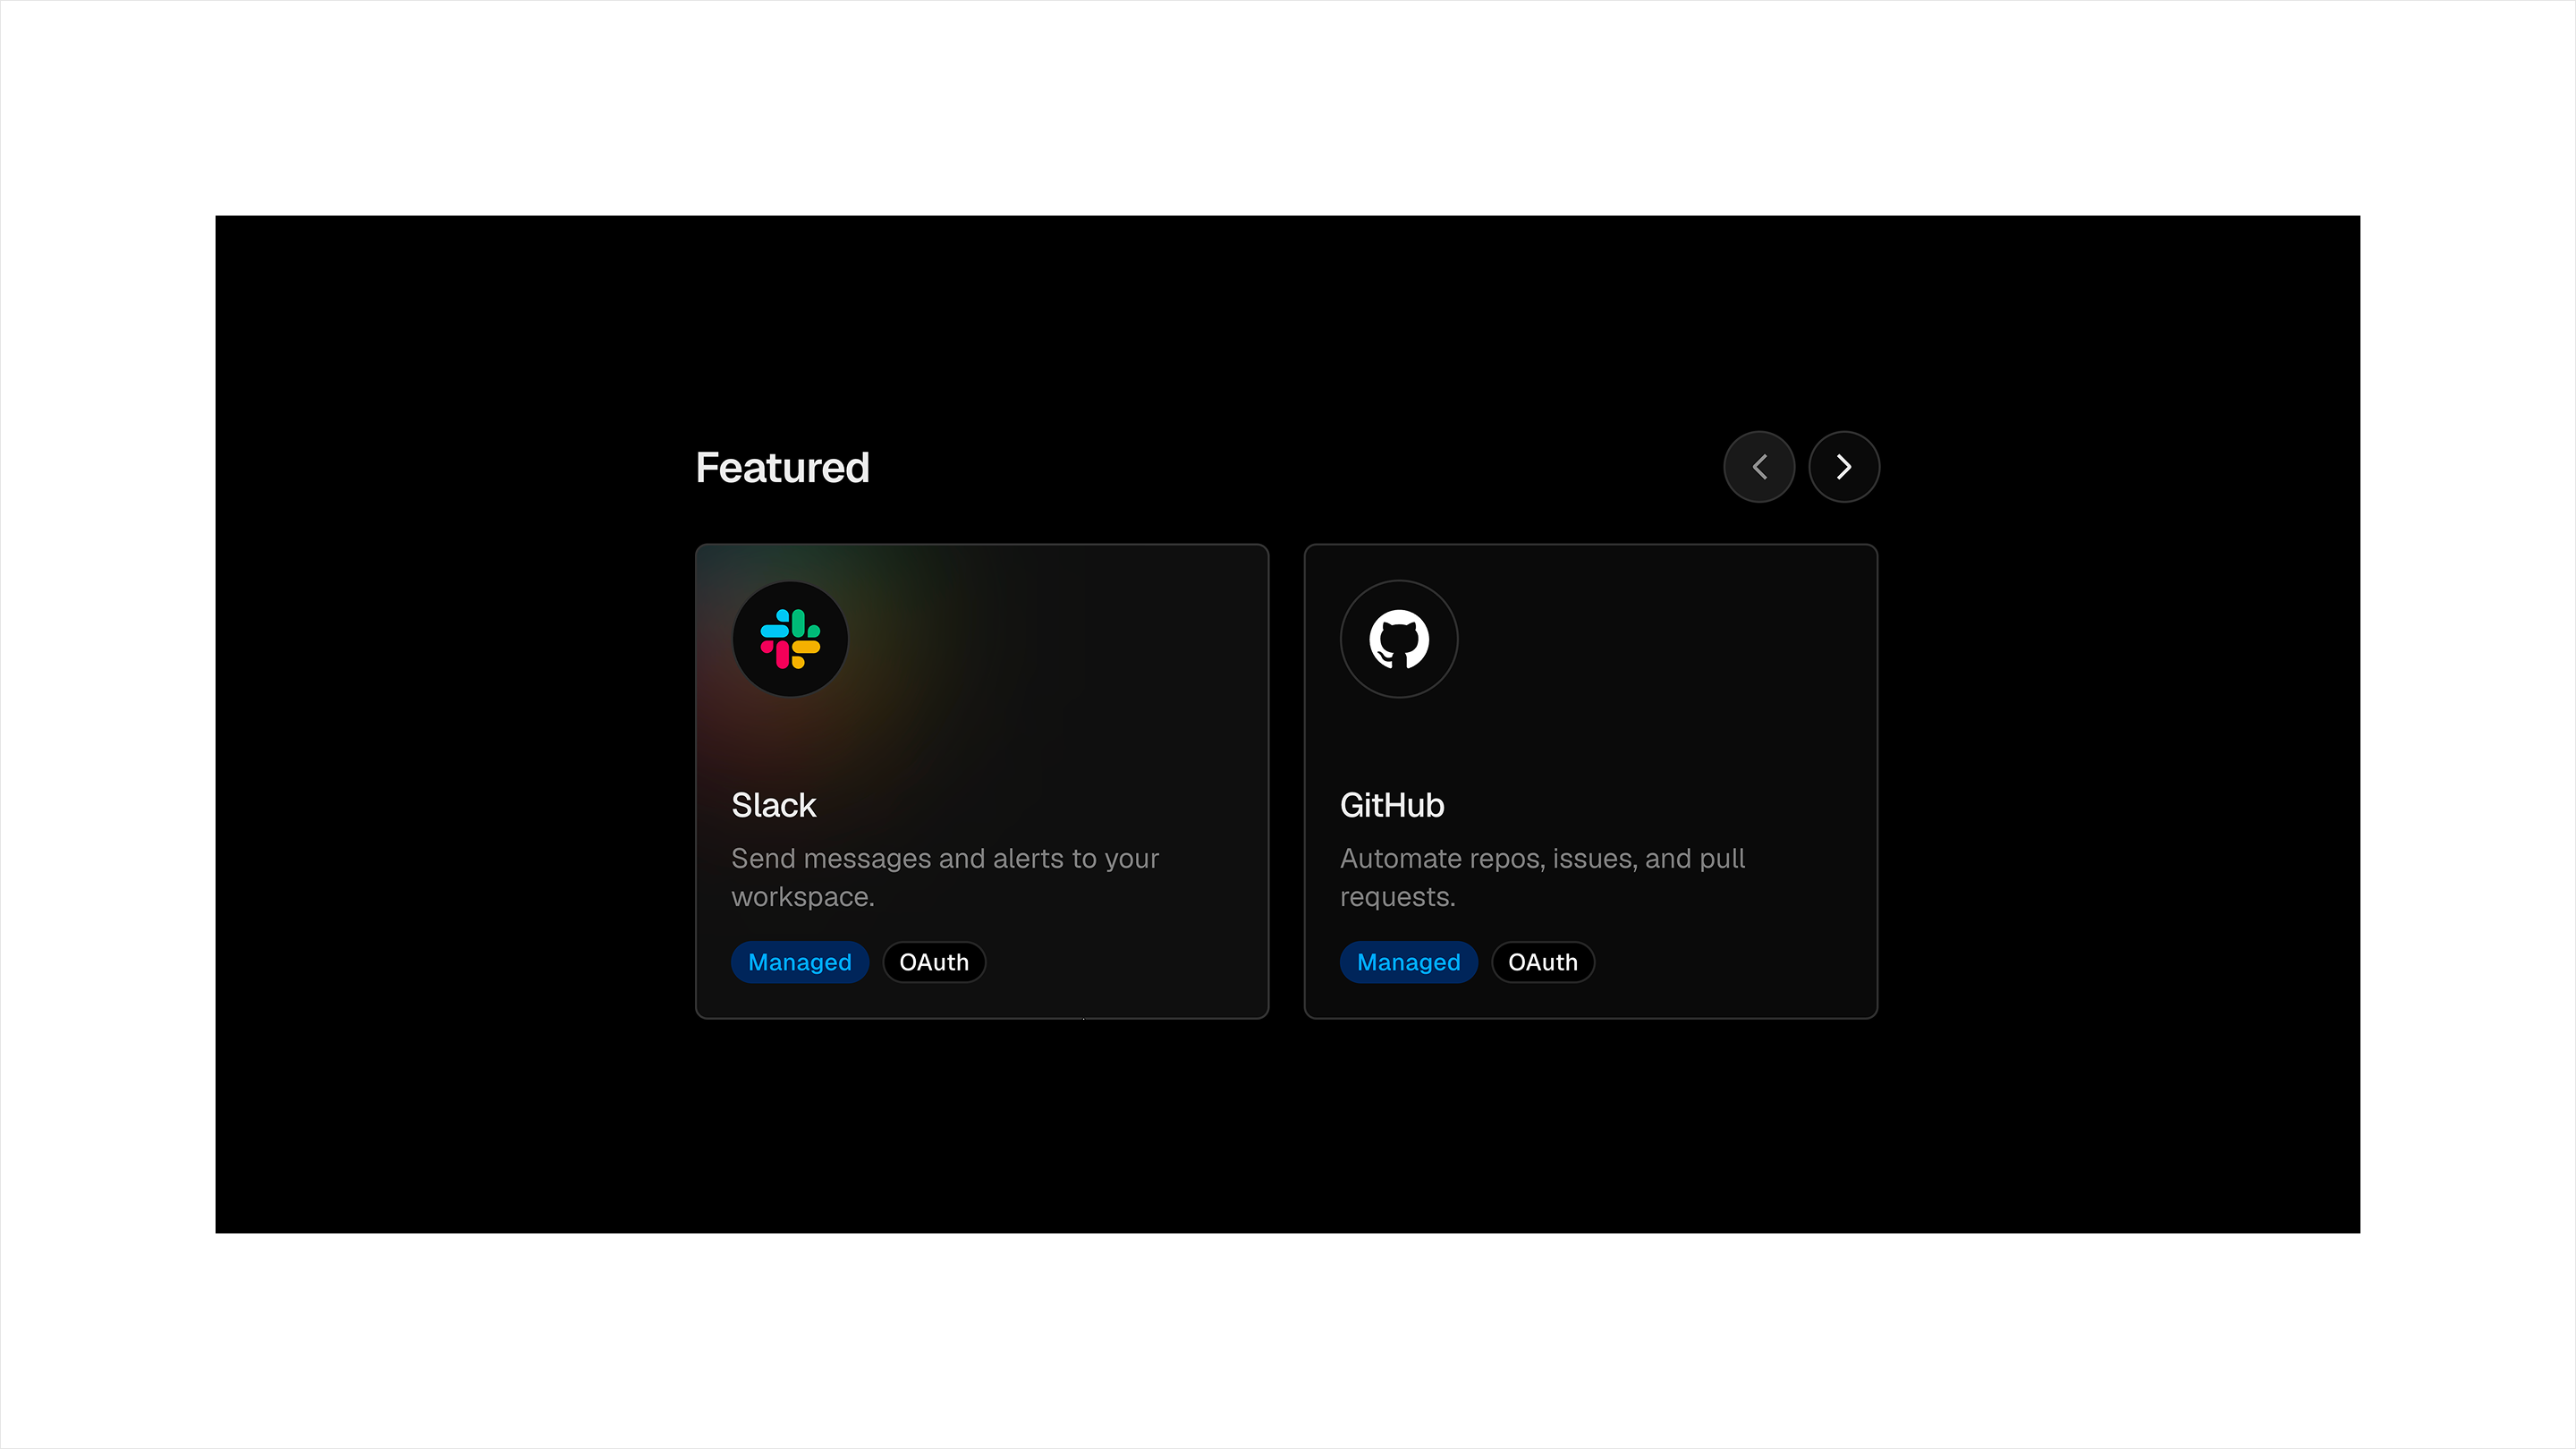 Featured
Slack
Send messages and alerts to your
workspace.
Managed
OAuth
GitHub
Automate repos, issues, and pull
requests.
Managed
OAuth